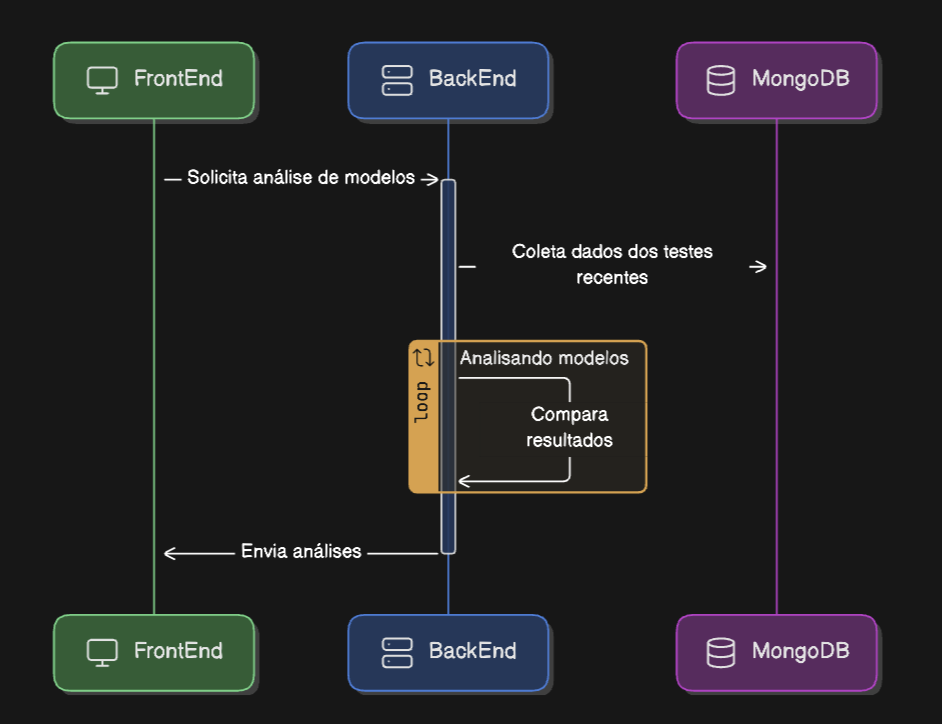 FrontEnd
BackEnd
MongoDB
Solicita análise de modelos
Coleta dados dos testes
recentes
loop
Analisando modelos
Compara
resultados
Envia análises
FrontEnd
BackEnd
MongoDB